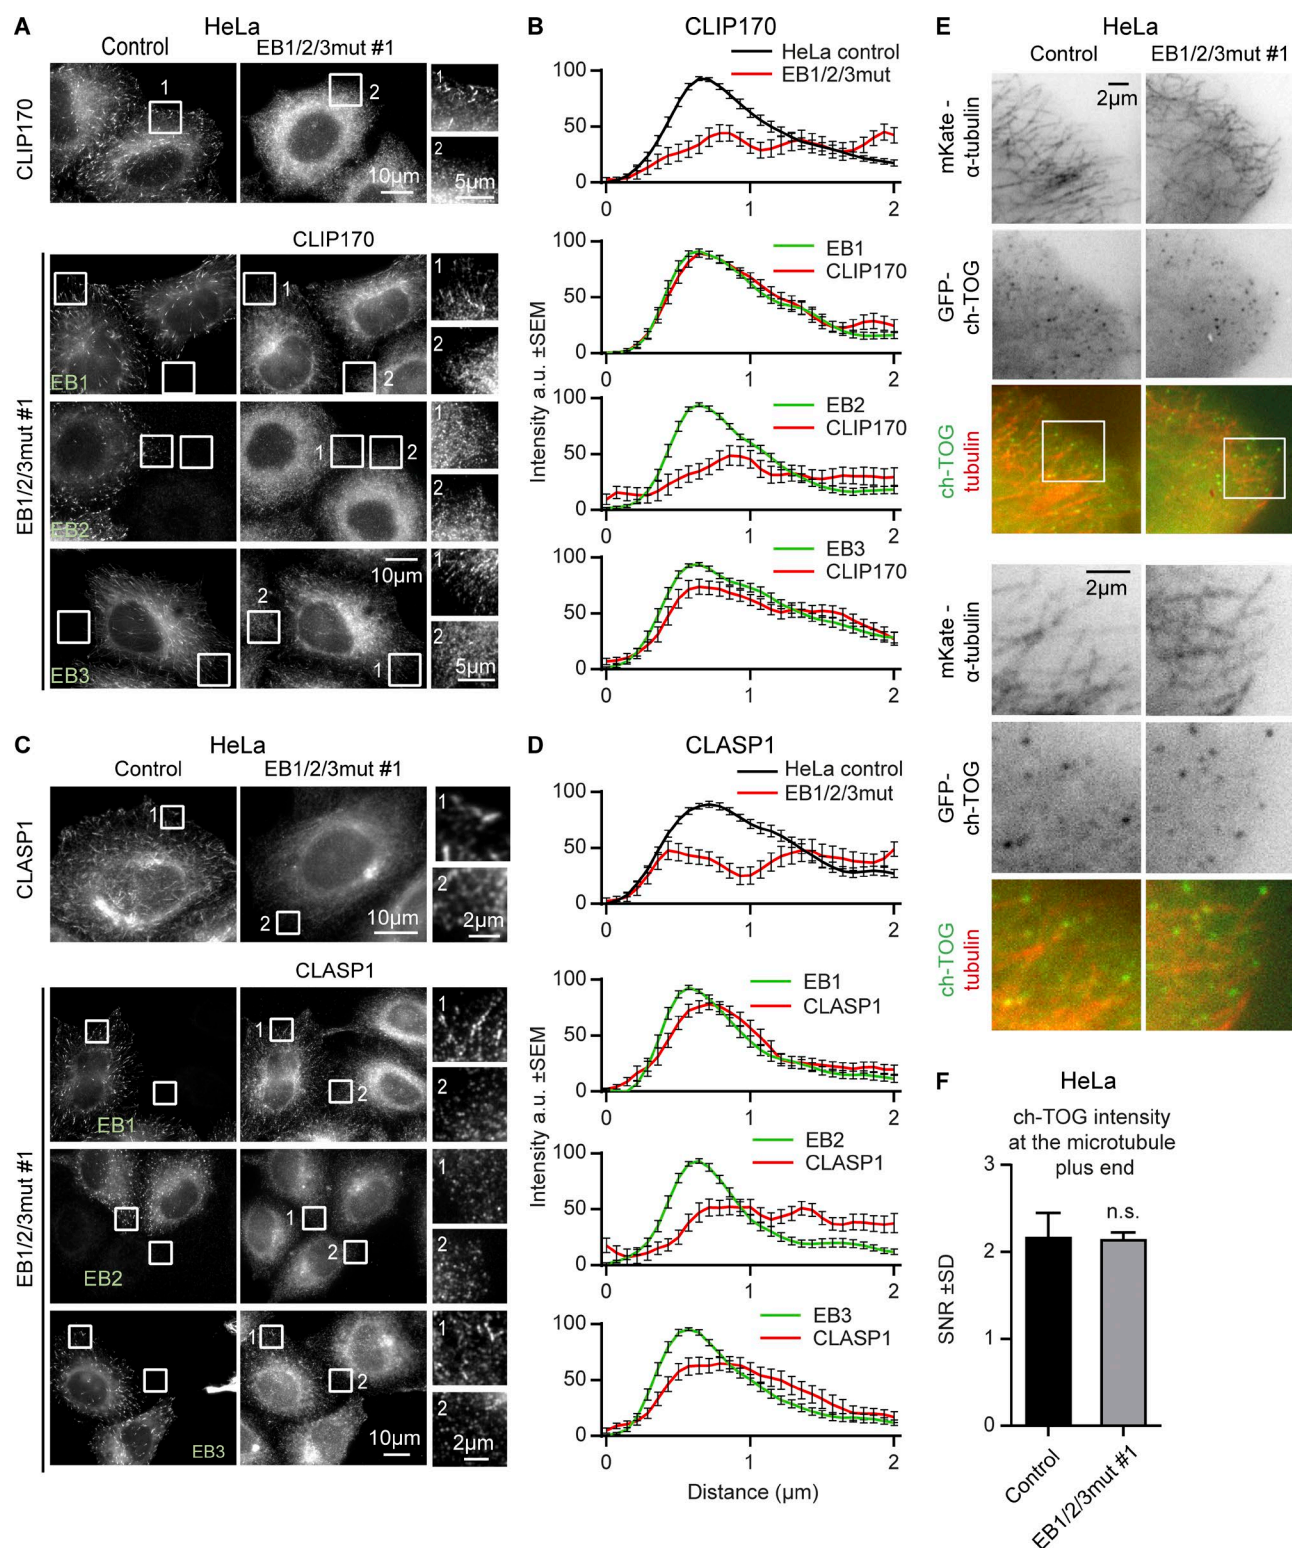 A
HeLa
Control
EB1/2/3mut #1
CLIP170
1
2
1
2
10µm
5µm
CLIP170
EB1/2/3mut #1
EB1
1
2
1
2
EB2
1
2
1
2
EB3
10µm
2
1
1
2
5µm
B
CLIP170
HeLa control
EB1/2/3mut
100
50
0
0
1
2
EB1
CLIP170
100
50
0
0
1
2
Intensity a.u. ±SEM
EB2
CLIP170
100
50
0
0
1
2
EB3
CLIP170
100
50
0
0
1
2
C
HeLa
Control
EB1/2/3mut #1
CLASP1
1
2
10µm
1
2
2µm
CLASP1
EB1/2/3mut #1
EB1
1
2
1
2
EB2
1
2
1
2
EB3
1
2
10µm
1
2
2µm
D
CLASP1
HeLa control
EB1/2/3mut
100
50
0
0
1
2
EB1
CLASP1
100
50
0
0
1
2
Intensity a.u. ±SEM
EB2
CLASP1
100
50
0
0
1
2
EB3
CLASP1
100
50
0
0
1
2
Distance (µm)
E
HeLa
Control
EB1/2/3mut #1
mKate -
α-tubulin
2µm
GFP-
ch-TOG
ch-TOG
tubulin
mKate -
α-tubulin
2µm
GFP-
ch-TOG
ch-TOG
tubulin
F
HeLa
ch-TOG intensity
at the microtubule
plus end
3
2
1
0
SNR ±SD
n.s.
Control
EB1/2/3mut #1